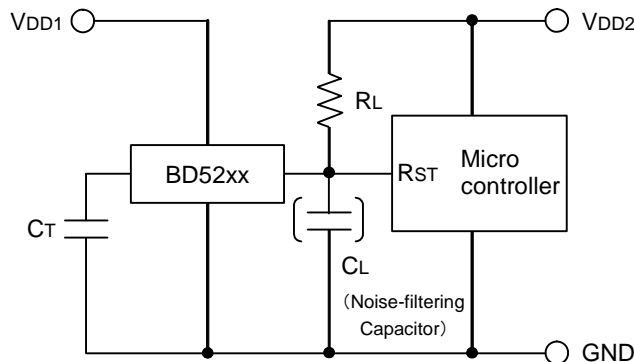 VDD1
VDD2
RL
BD52xx
RST
Micro
controller
CT
CL
(Noise-filtering
Capacitor)
GND